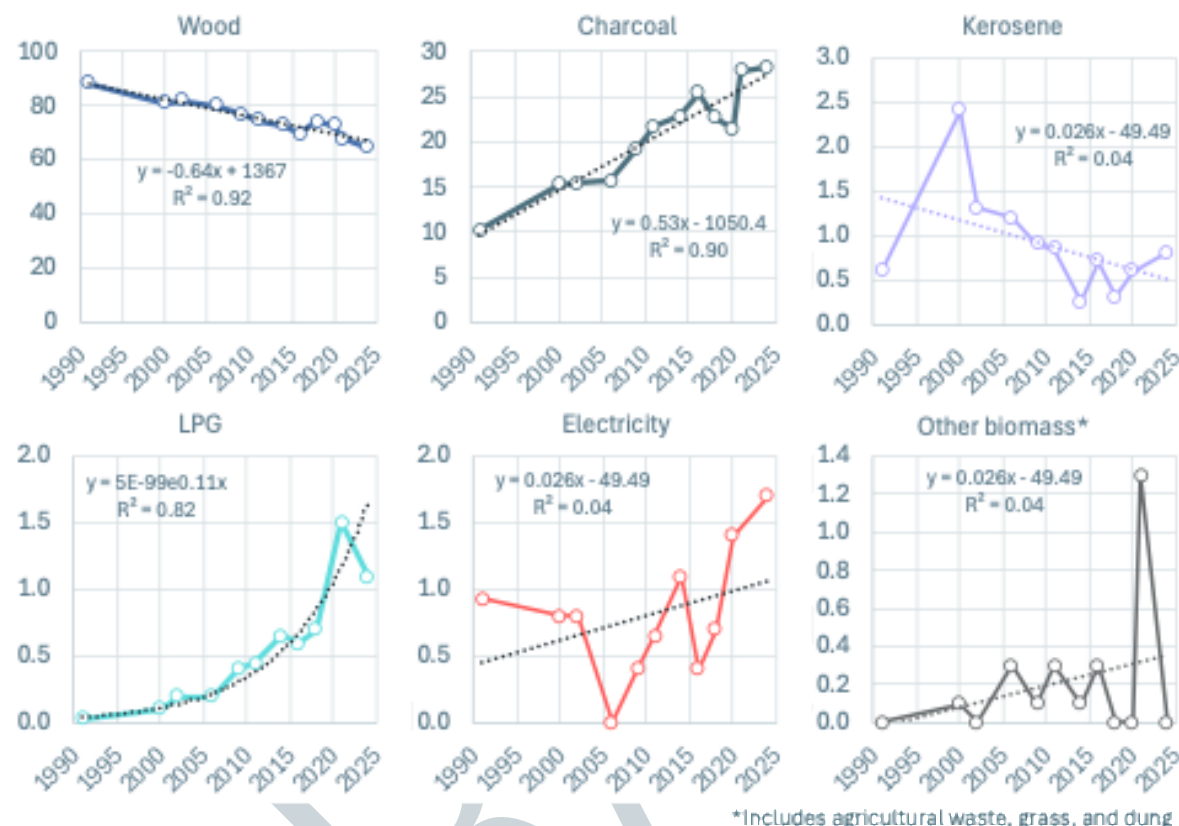 Wood
100
80
60
40
20
0
y = -0.64x + 1367
R² = 0.92
1990 1995 2000 2005 2010 2015 2020 2025
Charcoal
30
25
20
15
10
5
0
y = 0.53x - 1050.4
R² = 0.90
1990 1995 2000 2005 2010 2015 2020 2025
Kerosene
3.0
2.5
2.0
1.5
1.0
0.5
0.0
y = 0.026x - 49.49
R² = 0.04
1990 1995 2000 2005 2010 2015 2020 2025
LPG
2.0
1.5
1.0
0.5
0.0
y = 5E-99e0.11x
R² = 0.82
1990 1995 2000 2005 2010 2015 2020 2025
Electricity
2.0
1.5
1.0
0.5
0.0
y = 0.026x - 49.49
R² = 0.04
1990 1995 2000 2005 2010 2015 2020 2025
Other biomass*
1.4
1.2
1.0
0.8
0.6
0.4
0.2
0.0
y = 0.026x - 49.49
R² = 0.04
1990 1995 2000 2005 2010 2015 2020 2025
*Includes agricultural waste, grass, and dung